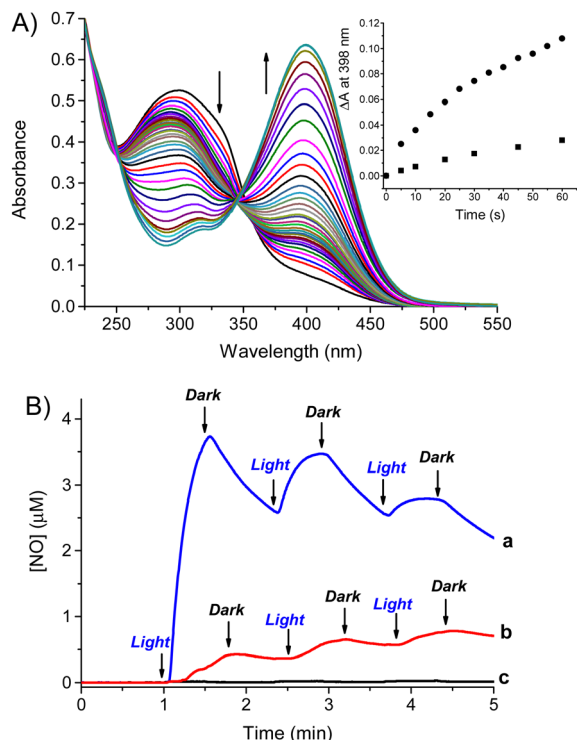 A)
0.7
0.6
0.5
0.4
0.3
0.2
0.1
0.0
Absorbance
250 300 350 400 450 500 550
Wavelength (nm)
0.12
0.10
0.08
0.06
0.04
0.02
0.00
ΔA at 398 nm
0 10 20 30 40 50 60
Time (s)
B)
4
3
2
1
0
[NO] (μM)
Dark
Dark
Light
Light
Dark
a
Light
Dark
Light
Dark
Light
Dark
b
c
0 1 2 3 4 5
Time (min)